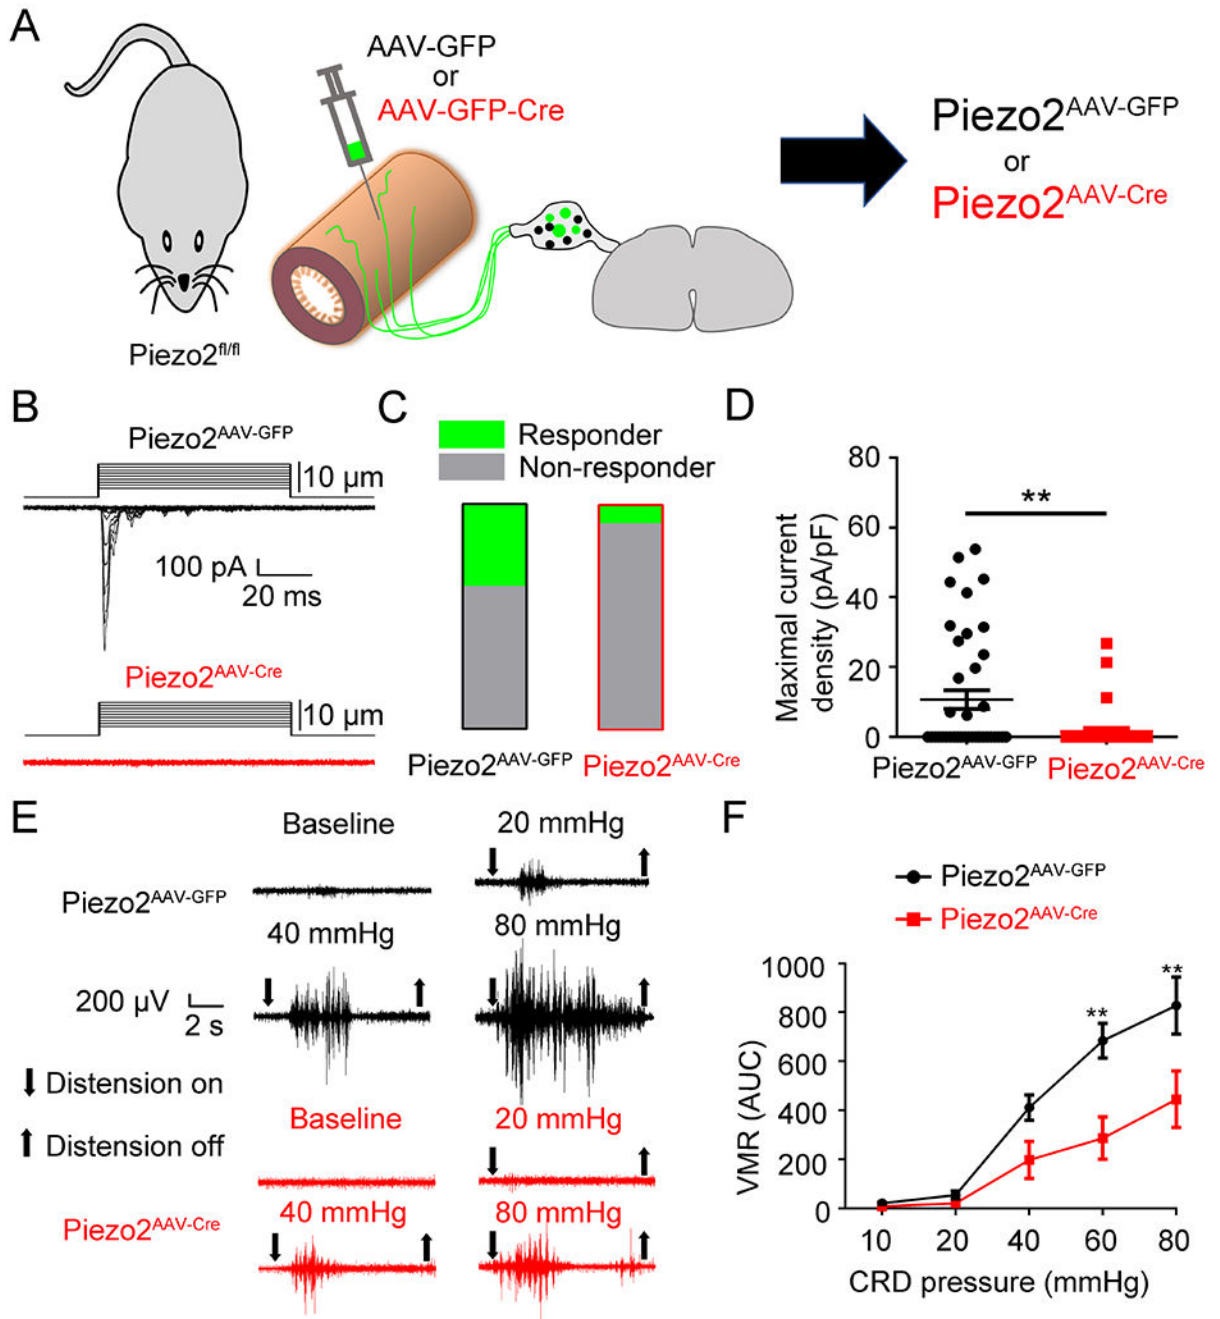 A
AAV-GFP
or
AAV-GFP-Cre
Piezo2fl/fl
Piezo2AAV-GFP
or
Piezo2AAV-Cre
B
Piezo2AAV-GFP
10 µm
100 pA
20 ms
Piezo2AAV-Cre
10 µm
C
Responder
Non-responder
Piezo2AAV-GFP
Piezo2AAV-Cre
D
Maximal current
density (pA/pF)
80
60
40
20
0
**
Piezo2AAV-GFP
Piezo2AAV-Cre
E
Baseline
20 mmHg
Piezo2AAV-GFP
40 mmHg
80 mmHg
200 µV
2 s
Distension on
Distension off
Baseline
20 mmHg
Piezo2AAV-Cre
40 mmHg
80 mmHg
F
Piezo2AAV-GFP
Piezo2AAV-Cre
VMR (AUC)
1000
800
600
400
200
0
**
**
10 20 40 60 80
CRD pressure (mmHg)